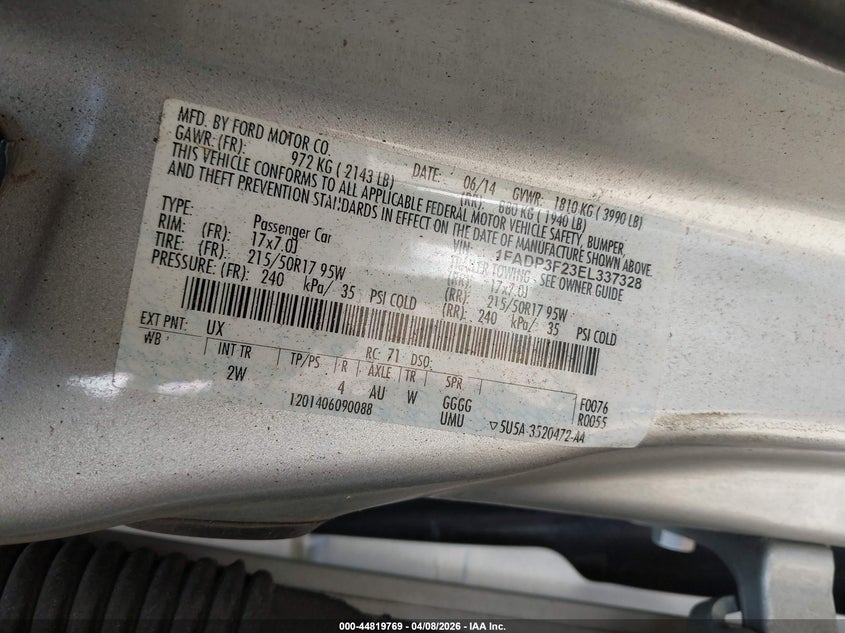 MFD. BY FORD MOTOR CO.
DATE: 06/14 GVWR: 1810 KG ( 3990 LB)
GAWR: (FR): 972 KG ( 2143 LB) (RR): 880 KG ( 1940 LB)
THIS VEHICLE CONFORMS TO ALL APPLICABLE FEDERAL MOTOR VEHICLE SAFETY, BUMPER,
AND THEFT PREVENTION STANDARDS IN EFFECT ON THE DATE OF MANUFACTURE SHOWN ABOVE.
VIN: 1FADP3F23EL337328
TYPE: Passenger Car TRAILER TOWING - SEE OWNER GUIDE
RIM: (FR): 17x7.0J (RR): 17x7.0J
TIRE: (FR): 215/50R17 95W (RR): 215/50R17 95W
PRESSURE: (FR): 240 kPa/ 35 PSI COLD (RR): 240 kPa/ 35 PSI COLD
EXT PNT: UX RC: 71 DSO:
WB INT TR TP/PS R AXLE TR SPR
2W 4 AU W GGGG F0076
1201406090088 UMU R0055
▽5U5A-3520472-AA
000-44819769 - 04/08/2026 - IAA Inc.